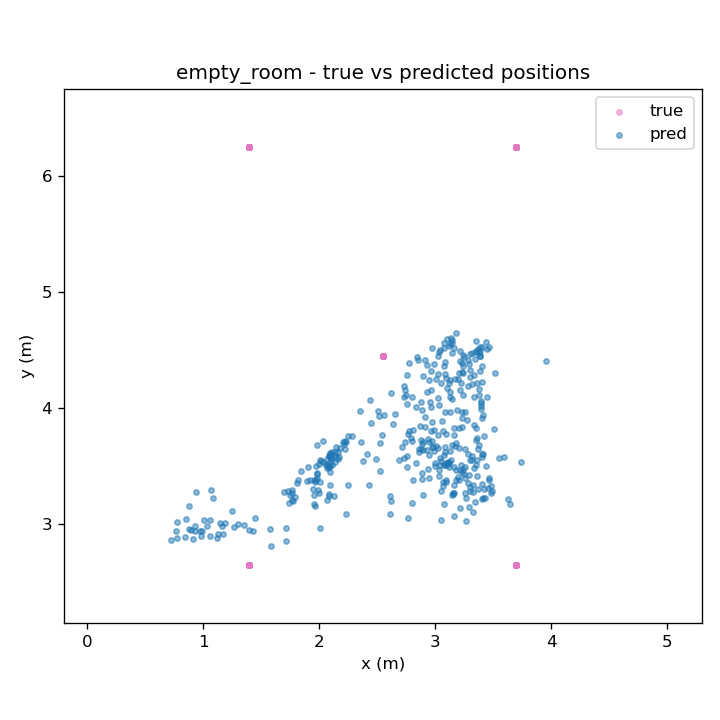 empty_room - true vs predicted positions
true
pred
6
5
4
3
y (m)
0 1 2 3 4 5
x (m)